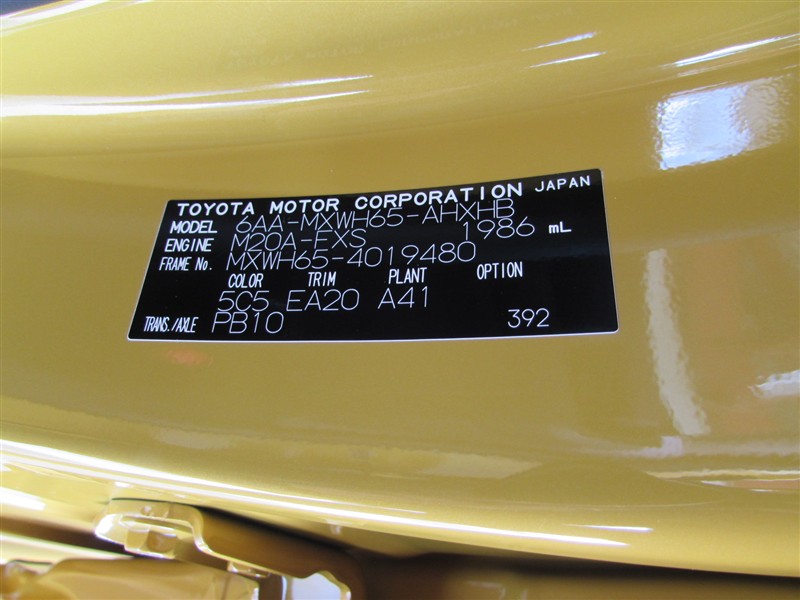 TOYOTA MOTOR CORPORATION JAPAN
MODEL 6AA-MXWH65-AHXHB
ENGINE M20A-FXS 1986 mL
FRAME No. MXWH65-4019480
COLOR TRIM PLANT OPTION
5C5 EA20 A41
TRANS./AXLE PB10 392